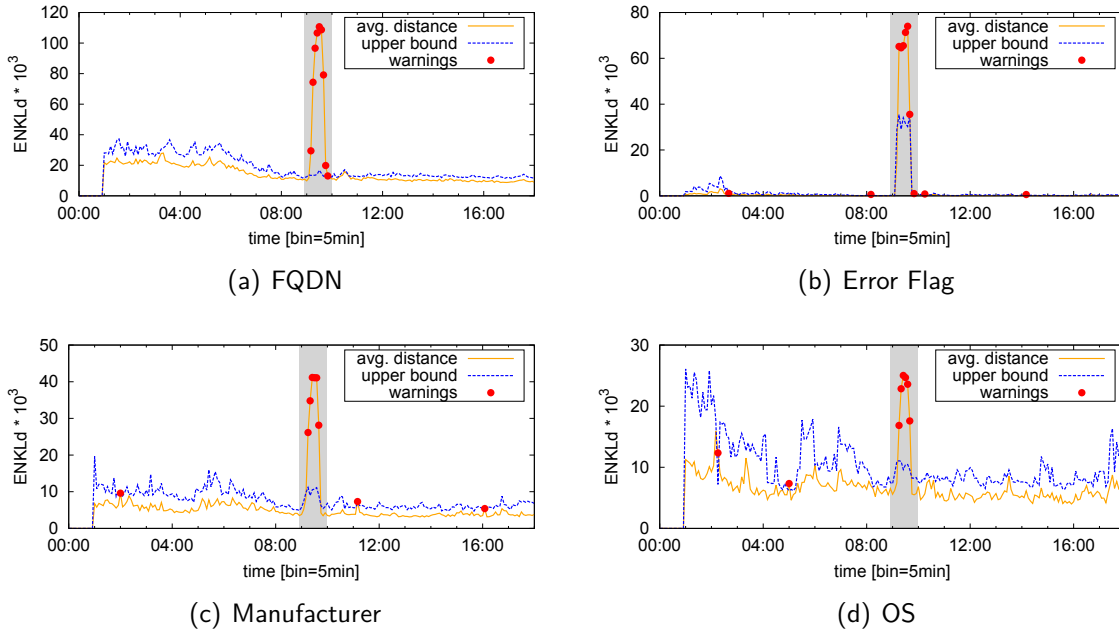 avg. distance
upper bound
warnings
ENKLd * 10^3
120
100
80
60
40
20
0
00:00 04:00 08:00 12:00 16:00
time [bin=5min]
(a) FQDN
avg. distance
upper bound
warnings
ENKLd * 10^3
80
60
40
20
0
00:00 04:00 08:00 12:00 16:00
time [bin=5min]
(b) Error Flag
avg. distance
upper bound
warnings
ENKLd * 10^3
50
40
30
20
10
0
00:00 04:00 08:00 12:00 16:00
time [bin=5min]
(c) Manufacturer
avg. distance
upper bound
warnings
ENKLd * 10^3
30
20
10
0
00:00 04:00 08:00 12:00 16:00
time [bin=5min]
(d) OS